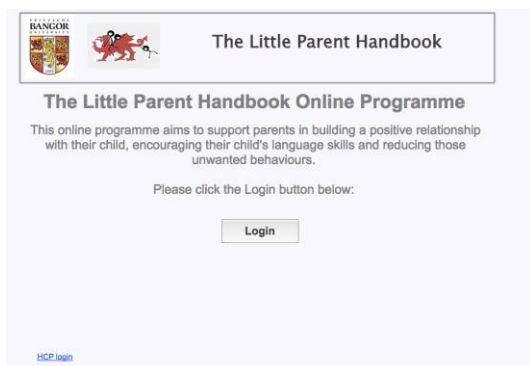 BANGOR
The Little Parent Handbook
The Little Parent Handbook Online Programme
This online programme aims to support parents in building a positive relationship
with their child, encouraging their child's language skills and reducing those
unwanted behaviours.
Please click the Login button below:
Login
HCP login